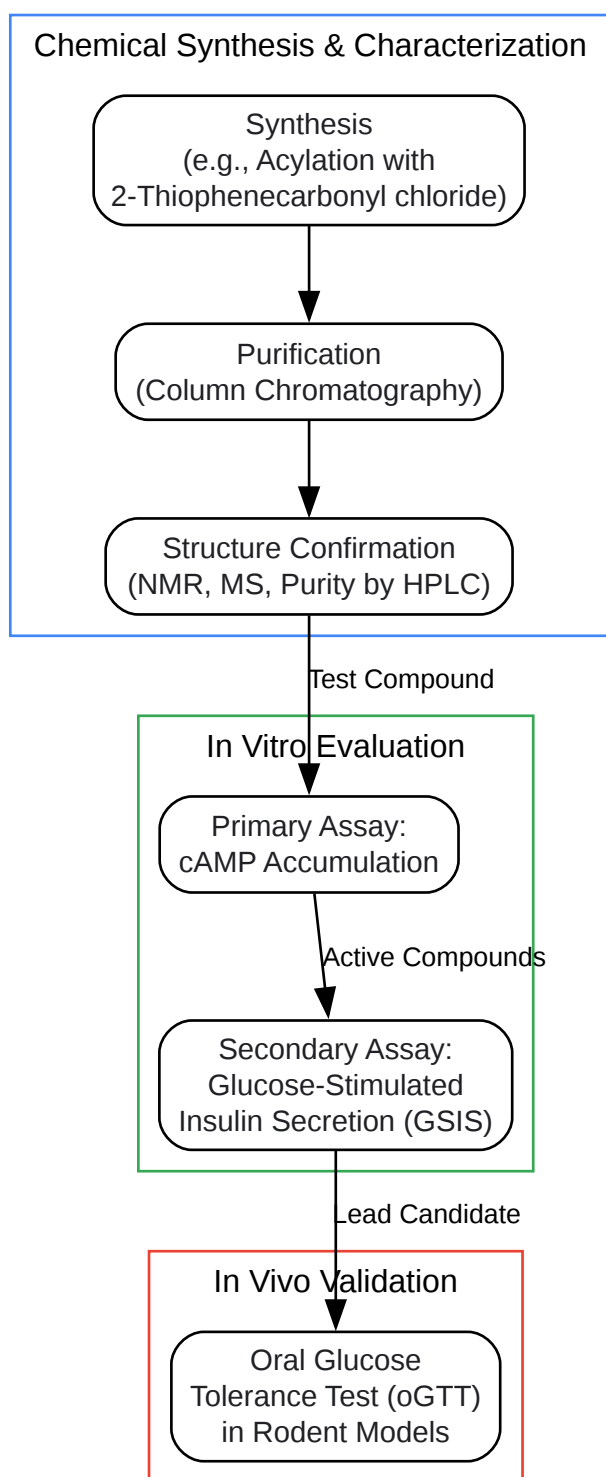 Chemical Synthesis & Characterization
Synthesis
(e.g., Acylation with
2-Thiophenecarbonyl chloride)
Purification
(Column Chromatography)
Structure Confirmation
(NMR, MS, Purity by HPLC)
Test Compound
In Vitro Evaluation
Primary Assay:
cAMP Accumulation
Active Compounds
Secondary Assay:
Glucose-Stimulated
Insulin Secretion (GSIS)
Lead Candidate
In Vivo Validation
Oral Glucose
Tolerance Test (oGTT)
in Rodent Models